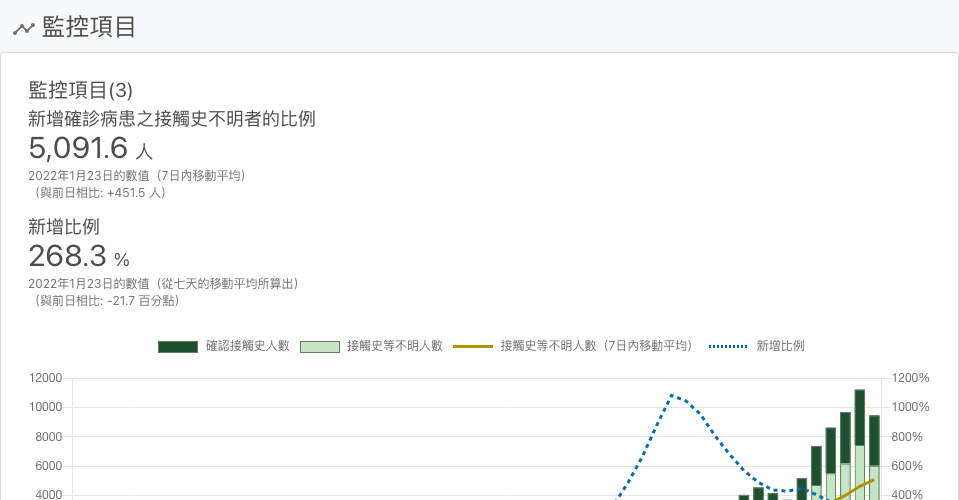 監控項目
監控項目(3)
新增確診病患之接觸史不明者的比例
5,091.6 人
2022年1月23日的數值（7日內移動平均）
（與前日相比: +451.5 人）
新增比例
268.3 %
2022年1月23日的數值（從七天的移動平均所算出）
（與前日相比: -21.7 百分點）
確認接觸史人數 接觸史等不明人數 接觸史等不明人數（7日內移動平均） 新增比例
12000 1200%
10000 1000%
8000 800%
6000 600%
4000 400%